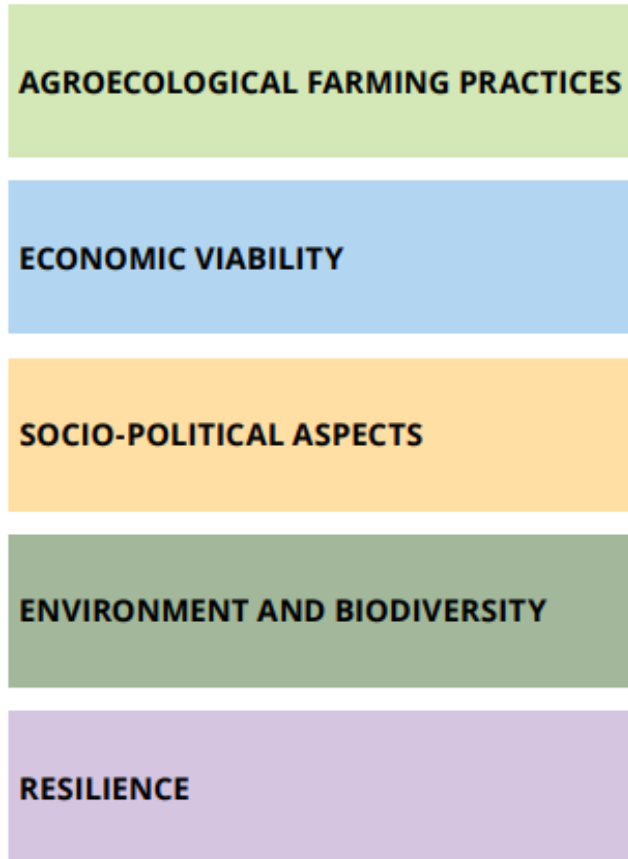 AGROECOLOGICAL FARMING PRACTICES
ECONOMIC VIABILITY
SOCIO-POLITICAL ASPECTS
ENVIRONMENT AND BIODIVERSITY
RESILIENCE